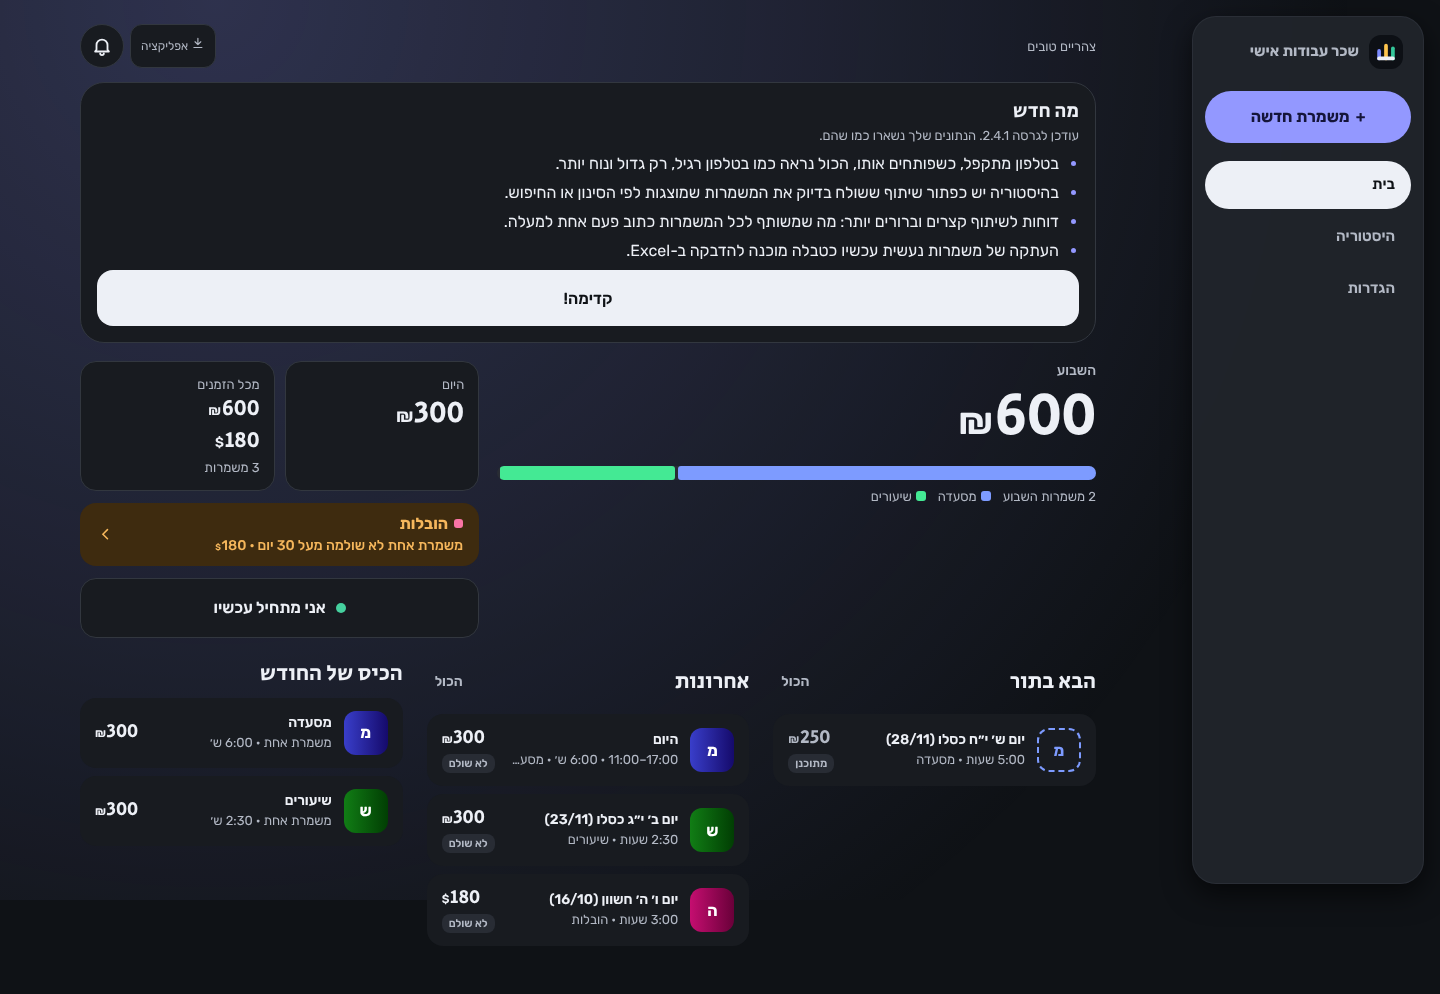 שכר עבודות אישי
+ משמרת חדשה
בית
היסטוריה
הגדרות
צהריים טובים
אפליקציה
מה חדש
עודכן לגרסה 2.4.1. הנתונים שלך נשארו כמו שהם.
• בטלפון מתקפל, כשפותחים אותו, הכול נראה כמו בטלפון רגיל, רק גדול ונוח יותר.
• בהיסטוריה יש כפתור שיתוף ששולח בדיוק את המשמרות שמוצגות לפי הסינון או החיפוש.
• דוחות לשיתוף קצרים וברורים יותר: מה שמשותף לכל המשמרות כתוב פעם אחת למעלה.
• העתקה של משמרות נעשית עכשיו כטבלה מוכנה להדבקה ב-Excel.
קדימה!
השבוע
600₪
2 משמרות השבוע מסעדה שיעורים
היום
300₪
מכל הזמנים
600₪
180$
3 משמרות
הובלות
משמרת אחת לא שולמה מעל 30 יום · 180$
אני מתחיל עכשיו
הבא בתור
הכול
מ
יום ש׳ י״ח כסלו (28/11)
5:00 שעות · מסעדה
250₪
מתוכנן
אחרונות
הכול
מ
היום
11:00–17:00 · 6:00 ש׳ · מסע...
300₪
לא שולם
ש
יום ב׳ י״ג כסלו (23/11)
2:30 שעות · שיעורים
300₪
לא שולם
ה
יום ו׳ ה׳ חשוון (16/10)
3:00 שעות · הובלות
180$
לא שולם
הכיס של החודש
מ
מסעדה
משמרת אחת · 6:00 ש׳
300₪
ש
שיעורים
משמרת אחת · 2:30 ש׳
300₪